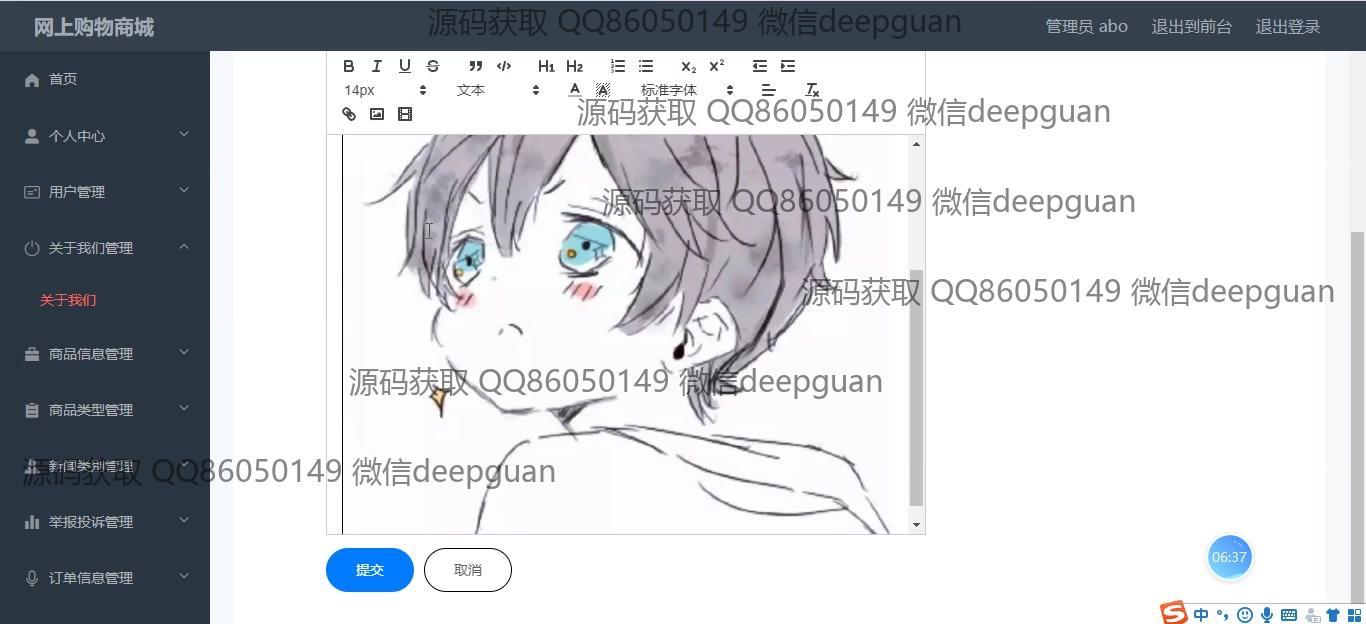 网上购物商城
源码获取 QQ86050149 微信deepguan
管理员 abo
退出到前台
退出登录
首页
个人中心
用户管理
关于我们管理
关于我们
商品信息管理
商品类型管理
新闻类别管理
举报投诉管理
订单信息管理
B I U S H1 H2 X2 X2
14px
文本
A A
标准字体
源码获取 QQ86050149 微信deepguan
源码获取 QQ86050149 微信deepguan
源码获取 QQ86050149 微信deepguan
源码获取 QQ86050149 微信deepguan
源码获取 QQ86050149 微信deepguan
提交
取消
06:37
中